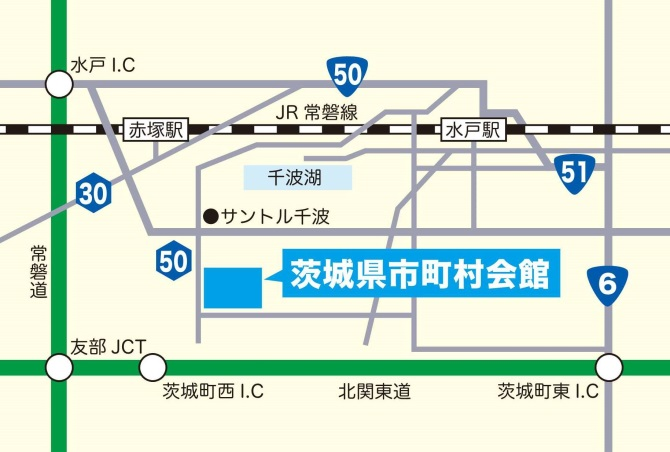 水戸 I.C
50
JR 常磐線
赤塚駅
水戸駅
千波湖
51
30
サントル千波
常磐道
50
茨城県市町村会館
6
友部 JCT
茨城町西 I.C
北関東道
茨城町東 I.C